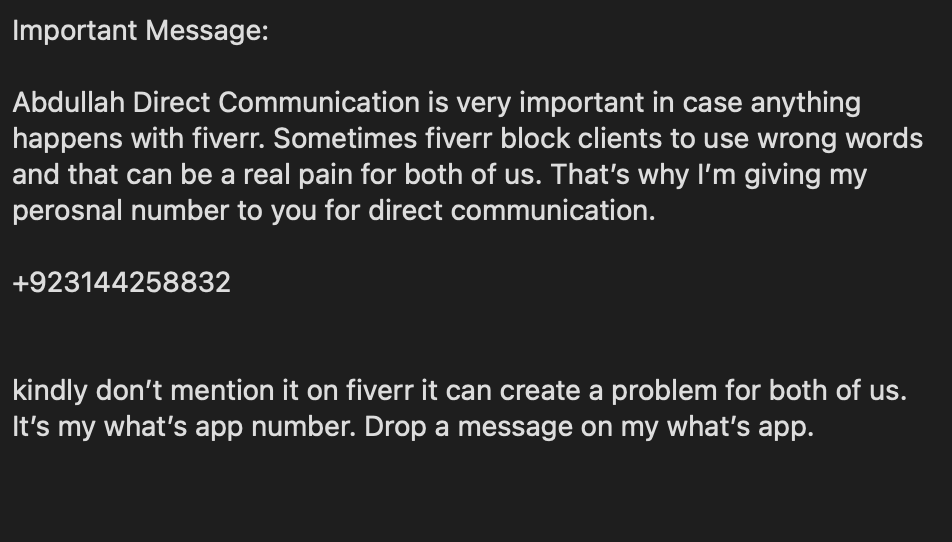 Important Message:
Abdullah Direct Communication is very important in case anything
happens with fiverr. Sometimes fiverr block clients to use wrong words
and that can be a real pain for both of us. That’s why I’m giving my
perosnal number to you for direct communication.
+923144258832
kindly don’t mention it on fiverr it can create a problem for both of us.
It’s my what’s app number. Drop a message on my what’s app.